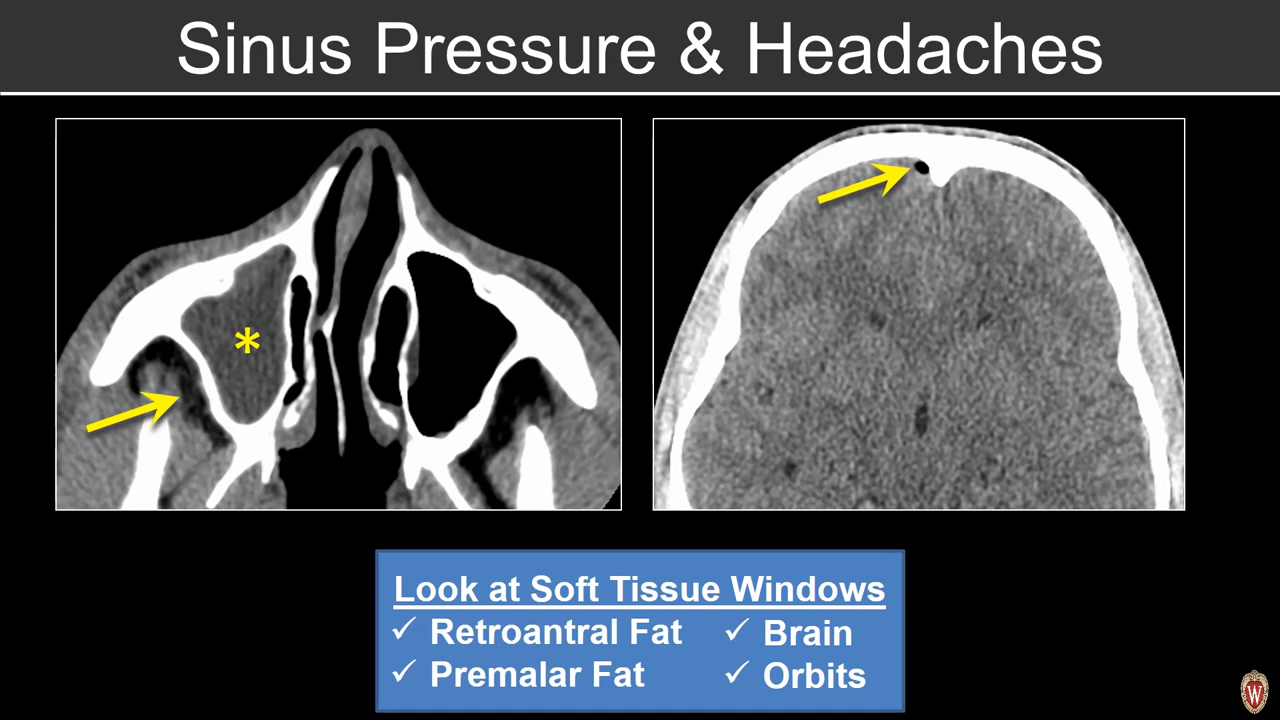 Sinus Pressure & Headaches
*
Look at Soft Tissue Windows
✓ Retroantral Fat
✓ Premalar Fat
✓ Brain
✓ Orbits
W